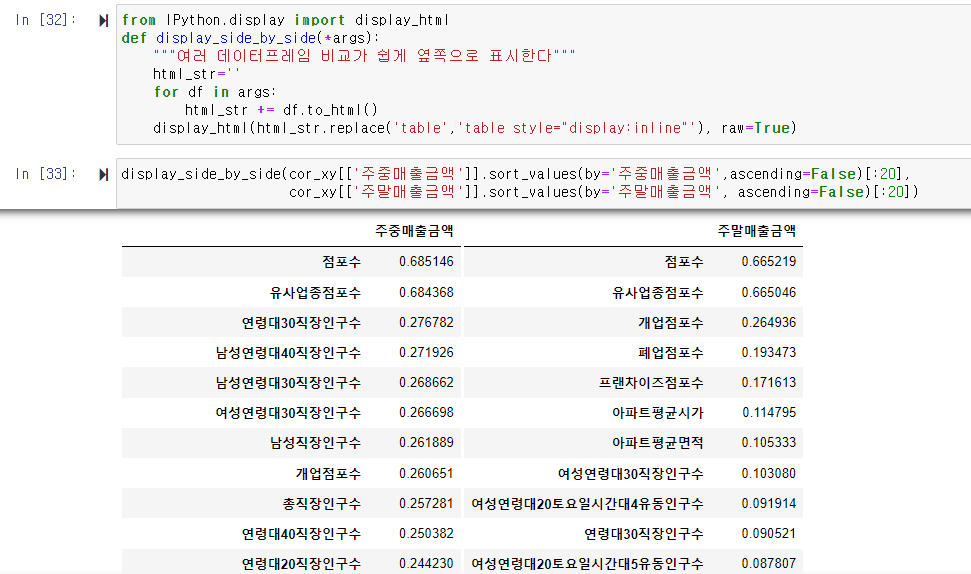 In [32]: from IPython.display import display_html
def display_side_by_side(*args):
"""여러 데이터프레임 비교가 쉽게 옆쪽으로 표시한다"""
html_str=''
for df in args:
html_str += df.to_html()
display_html(html_str.replace('table','table style="display:inline"'), raw=True)
In [33]: display_side_by_side(cor_xy[['주중매출금액']].sort_values(by='주중매출금액',ascending=False)[:20],
cor_xy[['주말매출금액']].sort_values(by='주말매출금액', ascending=False)[:20])
주중매출금액 주말매출금액
점포수 0.685146 점포수 0.665219
유사업종점포수 0.684368 유사업종점포수 0.665046
연령대30직장인구수 0.276782 개업점포수 0.264936
남성연령대40직장인구수 0.271926 폐업점포수 0.193473
남성연령대30직장인구수 0.268662 프랜차이즈점포수 0.171613
여성연령대30직장인구수 0.266698 아파트평균시가 0.114795
남성직장인구수 0.261889 아파트평균면적 0.105333
개업점포수 0.260651 여성연령대30직장인구수 0.103080
총직장인구수 0.257281 여성연령대20토요일시간대4유동인구수 0.091914
연령대40직장인구수 0.250382 연령대30직장인구수 0.090521
연령대20직장인구수 0.244230 여성연령대20토요일시간대5유동인구수 0.087807